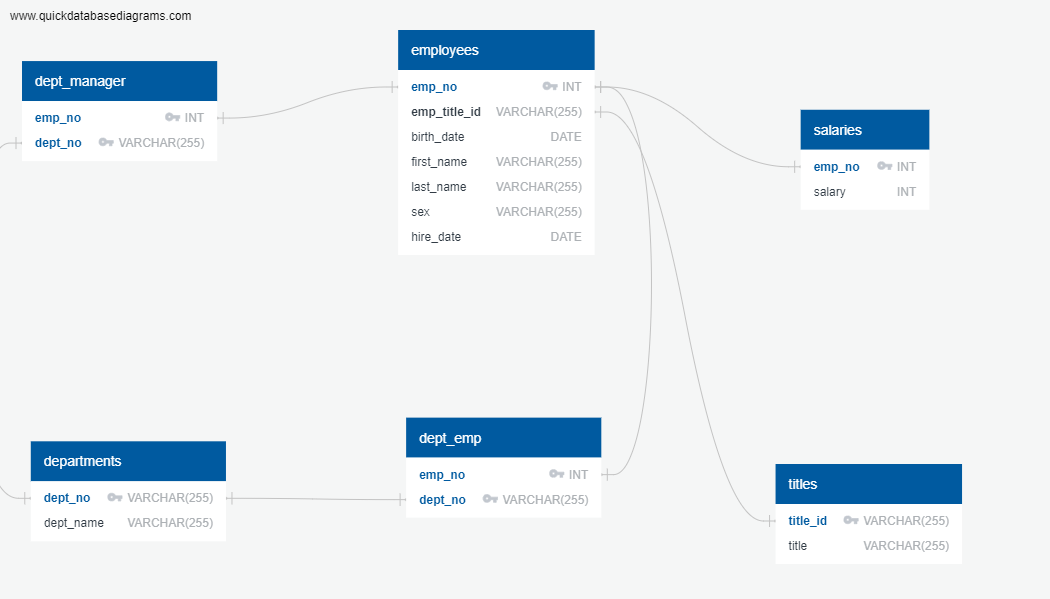 www.quickdatabasediagrams.com
dept_manager
emp_no INT
dept_no VARCHAR(255)
employees
emp_no INT
emp_title_id VARCHAR(255)
birth_date DATE
first_name VARCHAR(255)
last_name VARCHAR(255)
sex VARCHAR(255)
hire_date DATE
salaries
emp_no INT
salary INT
departments
dept_no VARCHAR(255)
dept_name VARCHAR(255)
dept_emp
emp_no INT
dept_no VARCHAR(255)
titles
title_id VARCHAR(255)
title VARCHAR(255)